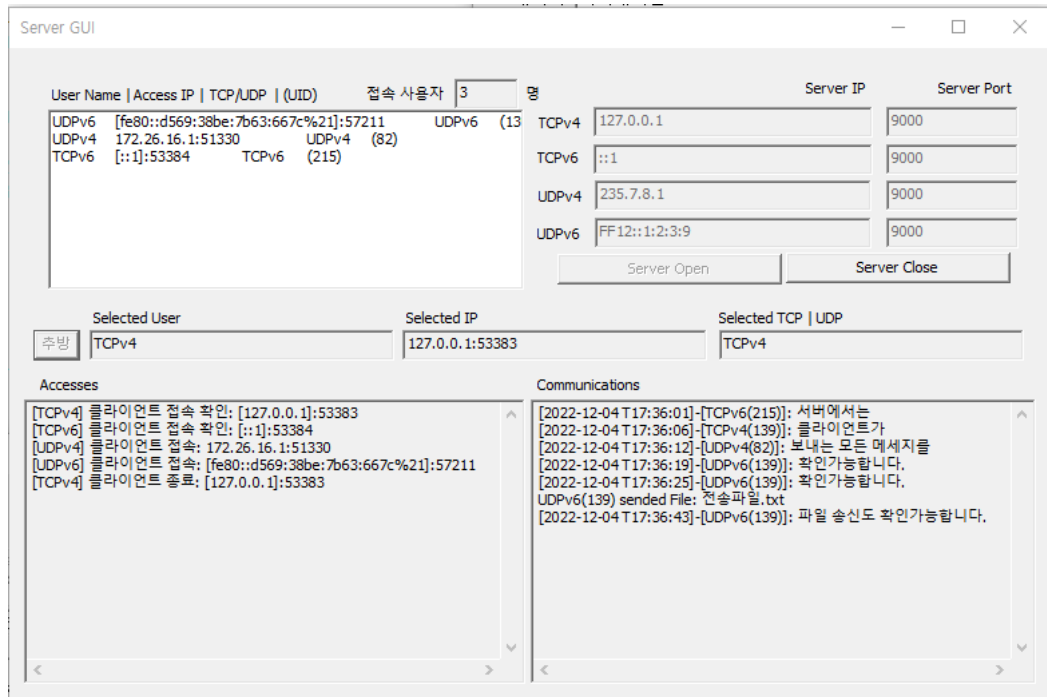 Server GUI
User Name | Access IP | TCP/UDP | (UID) 접속 사용자 3 명
Server IP Server Port
UDPv6 [fe80::d569:38be:7b63:667c%21]:57211 UDPv6 (13
UDPv4 172.26.16.1:51330 UDPv4 (82)
TCPv6 [::1]:53384 TCPv6 (215)
TCPv4 127.0.0.1 9000
TCPv6 ::1 9000
UDPv4 235.7.8.1 9000
UDPv6 FF12::1:2:3:9 9000
Server Open Server Close
Selected User Selected IP Selected TCP | UDP
추방 TCPv4 127.0.0.1:53383 TCPv4
Accesses
[TCPv4] 클라이언트 접속 확인: [127.0.0.1]:53383
[TCPv6] 클라이언트 접속 확인: [::1]:53384
[UDPv4] 클라이언트 접속: 172.26.16.1:51330
[UDPv6] 클라이언트 접속: [fe80::d569:38be:7b63:667c%21]:57211
[TCPv4] 클라이언트 종료: [127.0.0.1]:53383
Communications
[2022-12-04T17:36:01]-[TCPv6(215)]: 서버에서는
[2022-12-04T17:36:06]-[TCPv4(139)]: 클라이언트가
[2022-12-04T17:36:12]-[UDPv4(82)]: 보내는 모든 메세지를
[2022-12-04T17:36:19]-[UDPv6(139)]: 확인가능합니다.
[2022-12-04T17:36:25]-[UDPv6(139)]: 확인가능합니다.
UDPv6(139) sended File: 전송파일.txt
[2022-12-04T17:36:43]-[UDPv6(139)]: 파일 송신도 확인가능합니다.